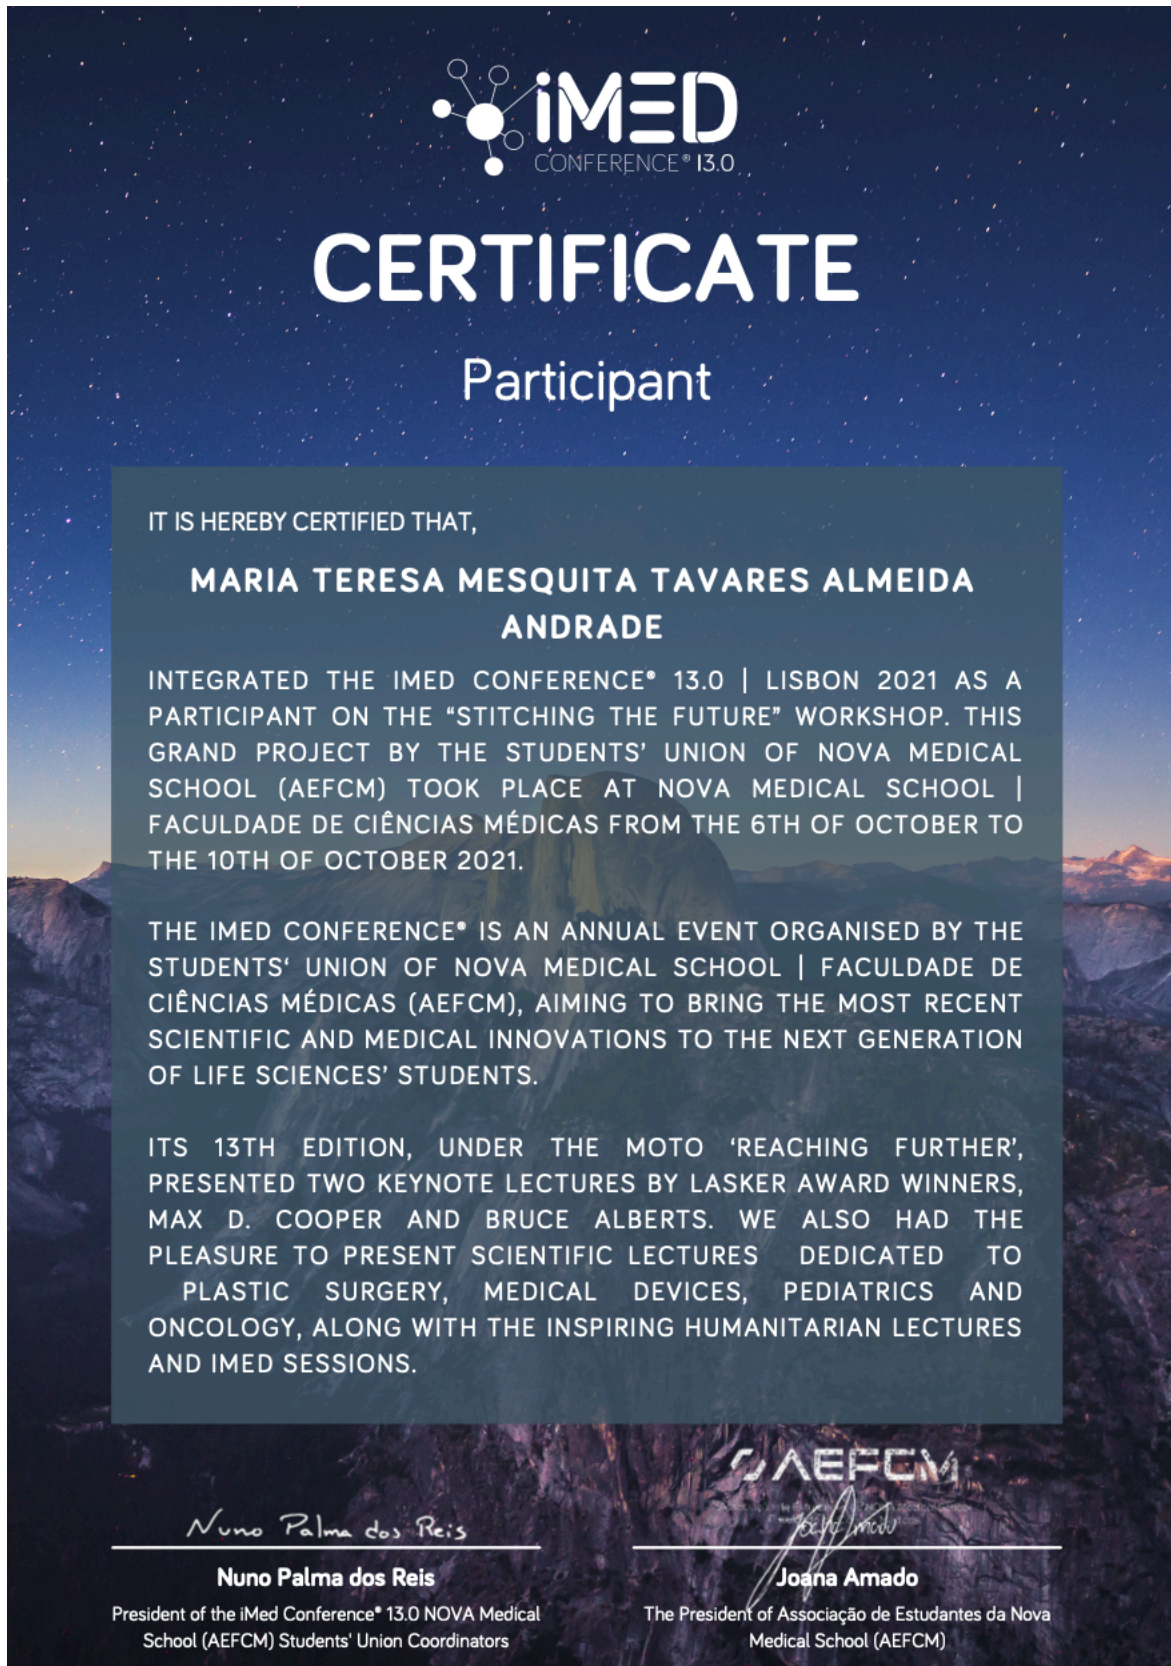 iMED
CONFERENCE® 13.0
CERTIFICATE
Participant
IT IS HEREBY CERTIFIED THAT,
MARIA TERESA MESQUITA TAVARES ALMEIDA
ANDRADE
INTEGRATED THE IMED CONFERENCE® 13.0 | LISBON 2021 AS A
PARTICIPANT ON THE “STITCHING THE FUTURE” WORKSHOP. THIS
GRAND PROJECT BY THE STUDENTS’ UNION OF NOVA MEDICAL
SCHOOL (AEFCM) TOOK PLACE AT NOVA MEDICAL SCHOOL |
FACULDADE DE CIÊNCIAS MÉDICAS FROM THE 6TH OF OCTOBER TO
THE 10TH OF OCTOBER 2021.
THE IMED CONFERENCE® IS AN ANNUAL EVENT ORGANISED BY THE
STUDENTS‘ UNION OF NOVA MEDICAL SCHOOL | FACULDADE DE
CIÊNCIAS MÉDICAS (AEFCM), AIMING TO BRING THE MOST RECENT
SCIENTIFIC AND MEDICAL INNOVATIONS TO THE NEXT GENERATION
OF LIFE SCIENCES’ STUDENTS.
ITS 13TH EDITION, UNDER THE MOTO ‘REACHING FURTHER’,
PRESENTED TWO KEYNOTE LECTURES BY LASKER AWARD WINNERS,
MAX D. COOPER AND BRUCE ALBERTS. WE ALSO HAD THE
PLEASURE TO PRESENT SCIENTIFIC LECTURES DEDICATED TO
PLASTIC SURGERY, MEDICAL DEVICES, PEDIATRICS AND
ONCOLOGY, ALONG WITH THE INSPIRING HUMANITARIAN LECTURES
AND IMED SESSIONS.
AEFCM
Nuno Palma dos Reis
Joana Amado
Nuno Palma dos Reis
President of the iMed Conference® 13.0 NOVA Medical
School (AEFCM) Students' Union Coordinators
Joana Amado
The President of Associação de Estudantes da Nova
Medical School (AEFCM)